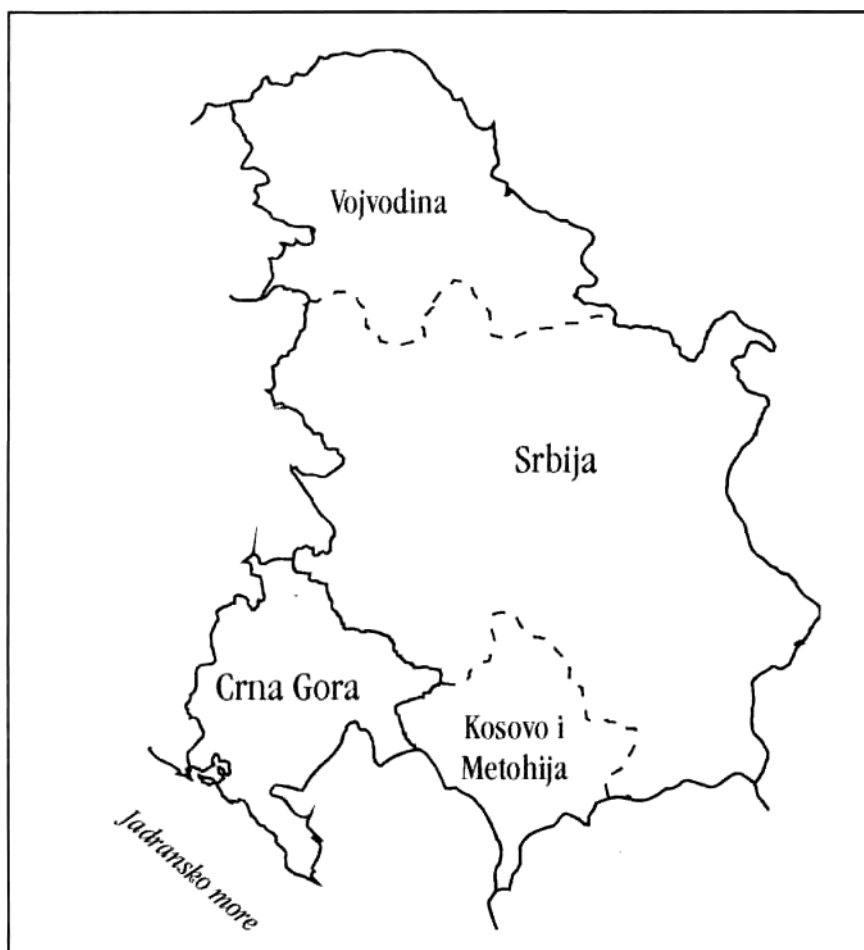 Vojvodina
Srbija
Crna Gora
Kosovo i
Metohija
Jadransko more